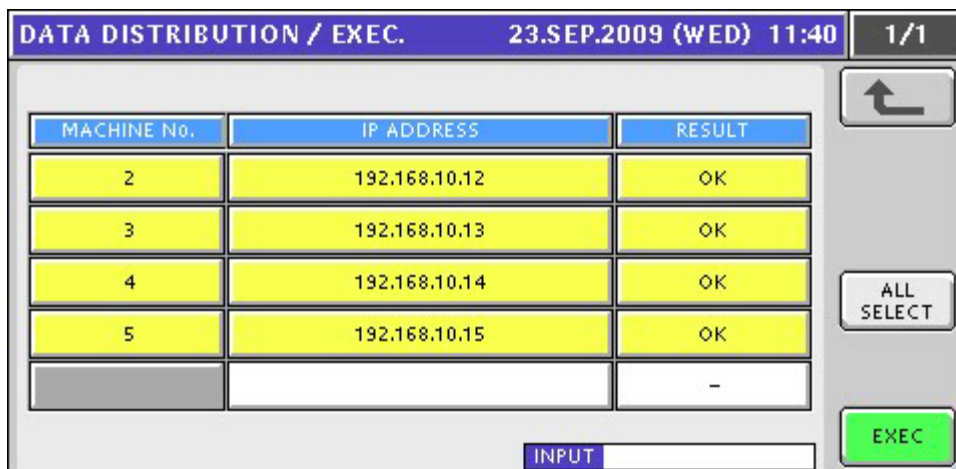 DATA DISTRIBUTION / EXEC. 23.SEP.2009 (WED) 11:40 1/1
MACHINE No. IP ADDRESS RESULT
2 192.168.10.12 OK
3 192.168.10.13 OK
4 192.168.10.14 OK
5 192.168.10.15 OK
–
ALL
SELECT
EXEC
INPUT